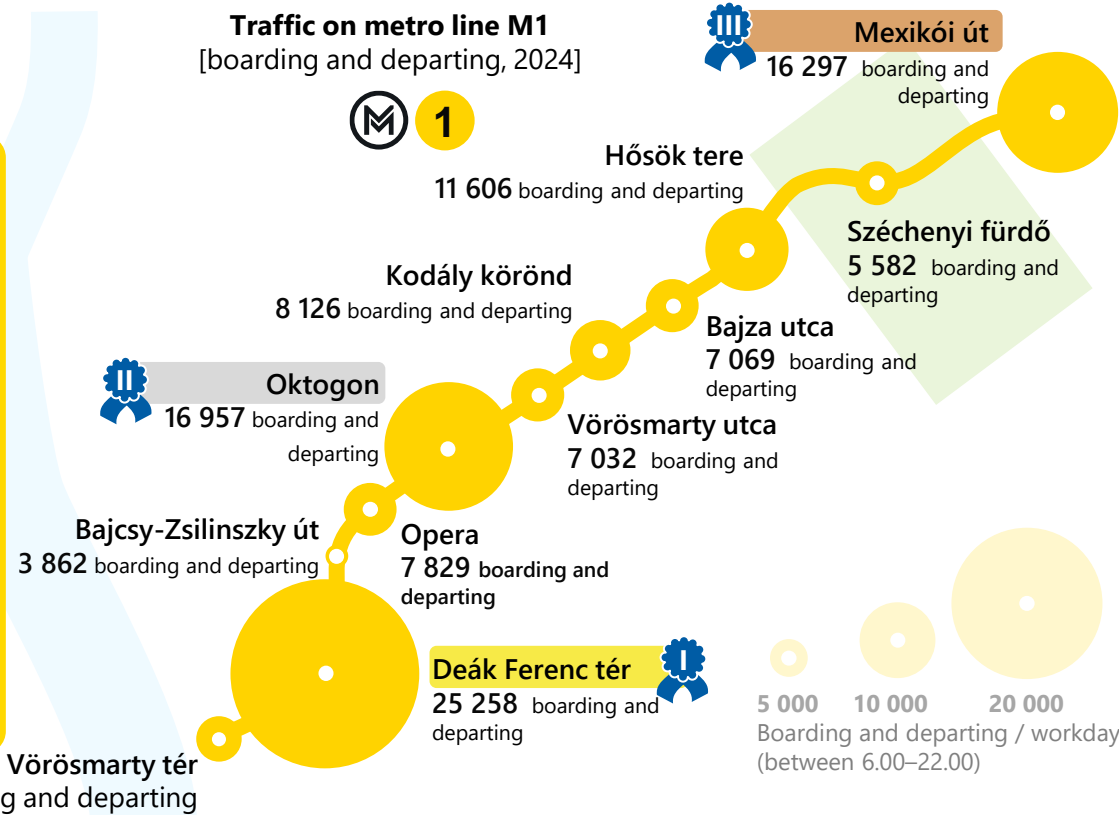 Traffic on metro line M1
[boarding and departing, 2024]
M 1
III
Mexikói út
16 297 boarding and
departing
Hősök tere
11 606 boarding and departing
Széchenyi fürdő
5 582 boarding and
departing
Kodály körönd
8 126 boarding and departing
Bajza utca
7 069 boarding and
departing
II
Oktogon
16 957 boarding and
departing
Vörösmarty utca
7 032 boarding and
departing
Bajcsy-Zsilinszky út
3 862 boarding and departing
Opera
7 829 boarding and
departing
Deák Ferenc tér
I
25 258 boarding and
departing
5 000 10 000 20 000
Boarding and departing / workday
(between 6.00–22.00)
Vörösmarty tér
g and departing